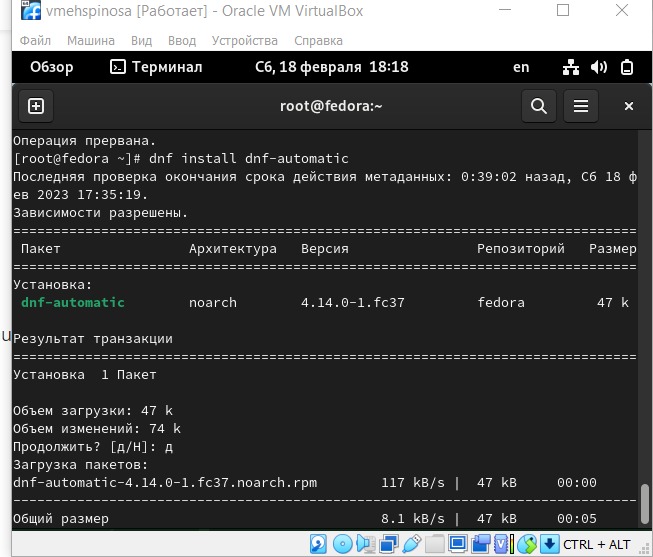 vmehspinosa [Работает] - Oracle VM VirtualBox
Файл Машина Вид Ввод Устройства Справка
Обзор Терминал Сб, 18 февраля 18:18 en
root@fedora:~
Операция прервана.
[root@fedora ~]# dnf install dnf-automatic
Последняя проверка окончания срока действия метаданных: 0:39:02 назад, Сб 18 ф
ев 2023 17:35:19.
Зависимости разрешены.
================================================================================
Пакет Архитектура Версия Репозиторий Размер
================================================================================
Установка:
dnf-automatic noarch 4.14.0-1.fc37 fedora 47 k
Результат транзакции
================================================================================
Установка 1 Пакет
Объем загрузки: 47 k
Объем изменений: 74 k
Продолжить? [д/Н]: д
Загрузка пакетов:
dnf-automatic-4.14.0-1.fc37.noarch.rpm 117 kB/s | 47 kB 00:00
--------------------------------------------------------------------------------
Общий размер 8.1 kB/s | 47 kB 00:05
CTRL + ALT